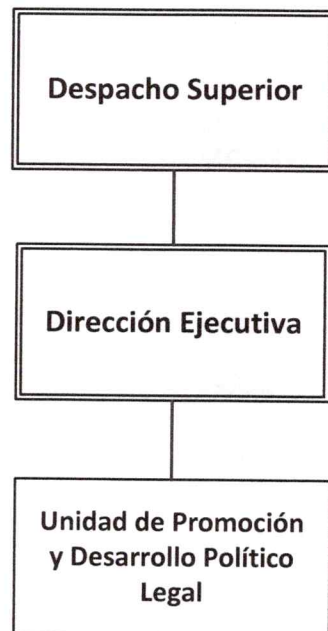 Despacho Superior
Dirección Ejecutiva
Unidad de Promoción
y Desarrollo Político
Legal